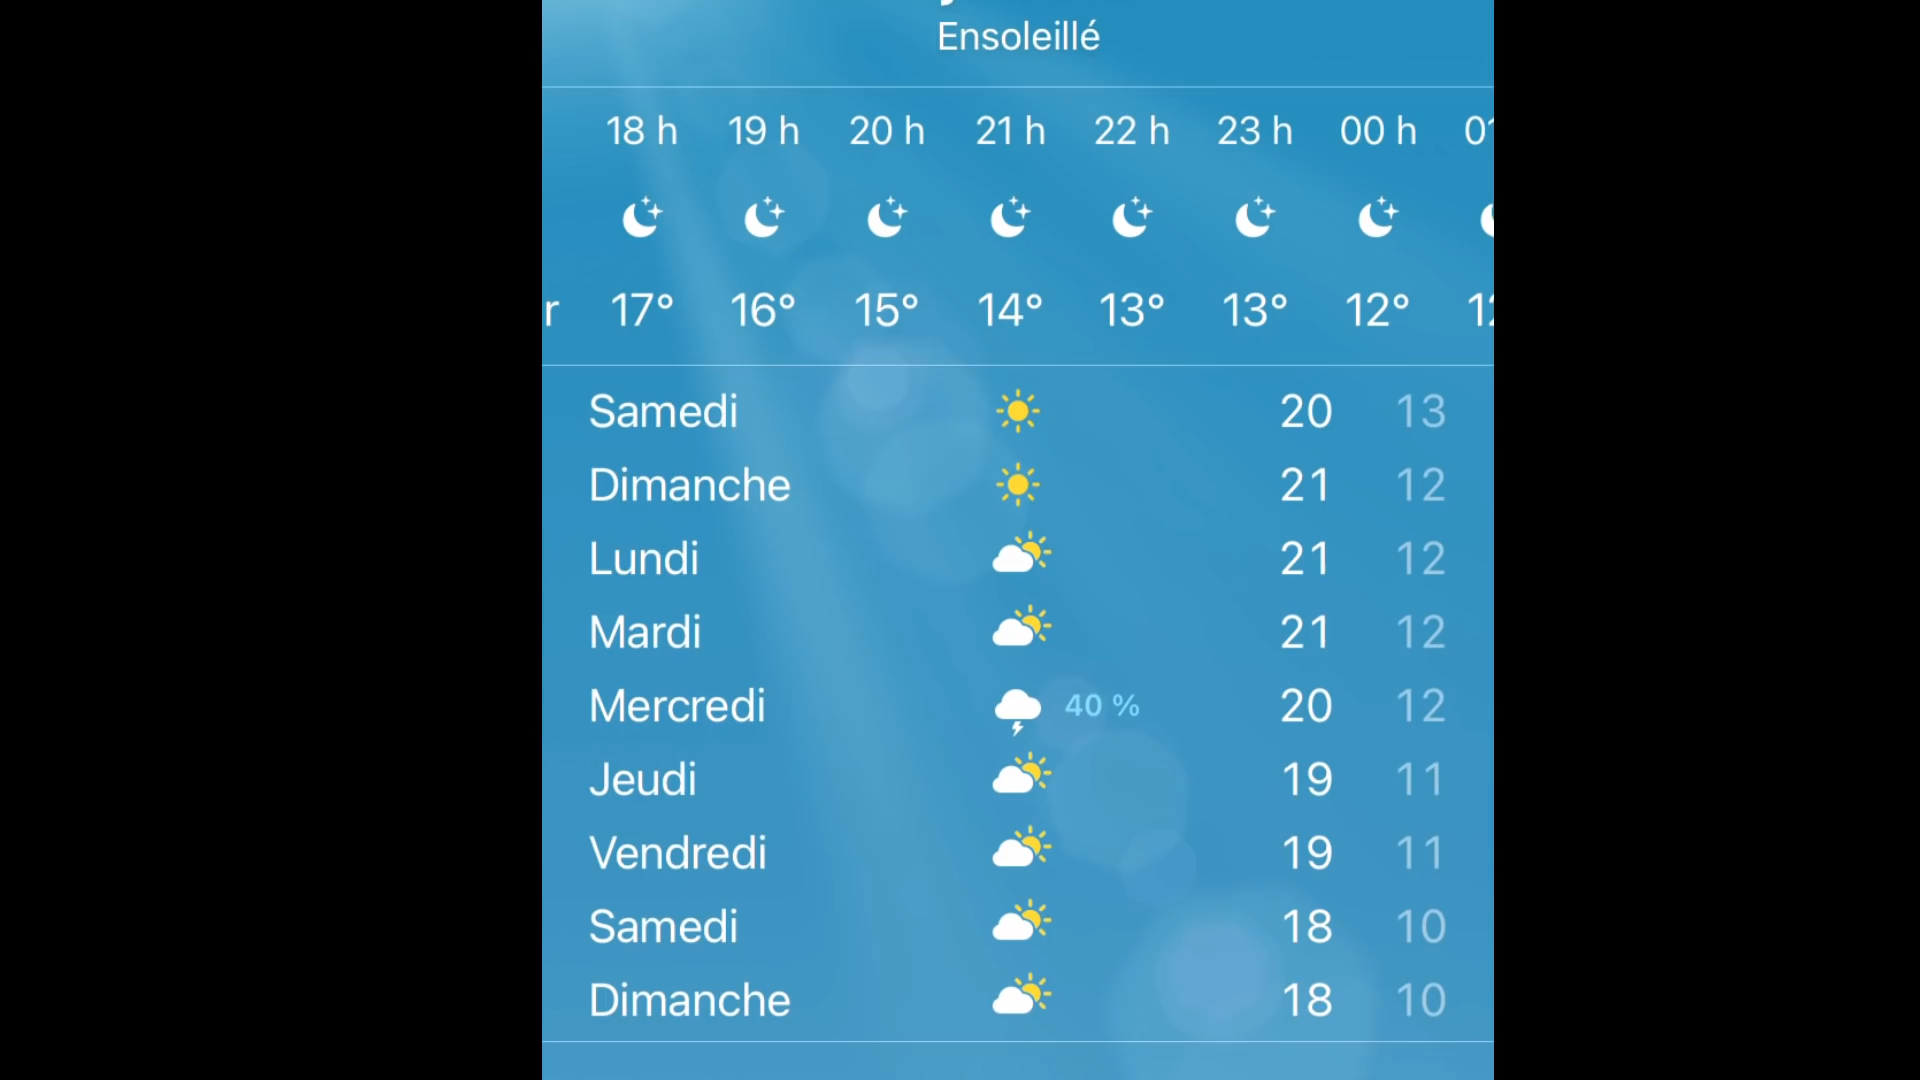 Ensoleillé
18 h 19 h 20 h 21 h 22 h 23 h 00 h
17° 16° 15° 14° 13° 13° 12°
Samedi 20 13
Dimanche 21 12
Lundi 21 12
Mardi 21 12
Mercredi 40 % 20 12
Jeudi 19 11
Vendredi 19 11
Samedi 18 10
Dimanche 18 10